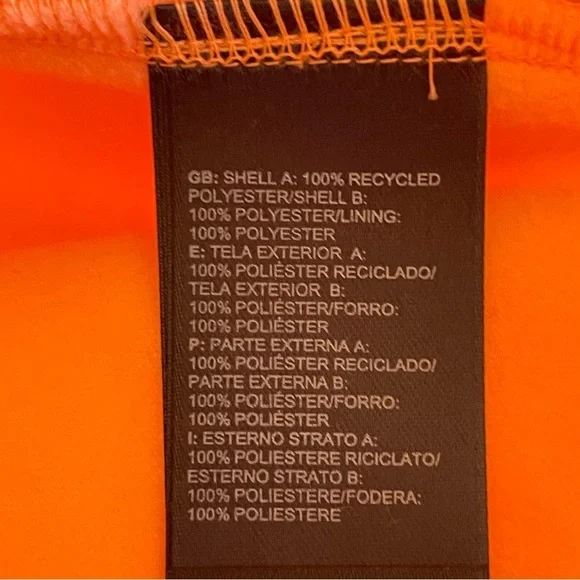 GB: SHELL A: 100% RECYCLED
POLYESTER/SHELL B:
100% POLYESTER/LINING:
100% POLYESTER
E: TELA EXTERIOR A:
100% POLIÉSTER RECICLADO/
TELA EXTERIOR B:
100% POLIÉSTER/FORRO:
100% POLIÉSTER
P: PARTE EXTERNA A:
100% POLIÉSTER RECICLADO/
PARTE EXTERNA B:
100% POLIÉSTER/FORRO:
100% POLIÉSTER
I: ESTERNO STRATO A:
100% POLIESTERE RICICLATO/
ESTERNO STRATO B:
100% POLIESTERE/FODERA:
100% POLIESTERE